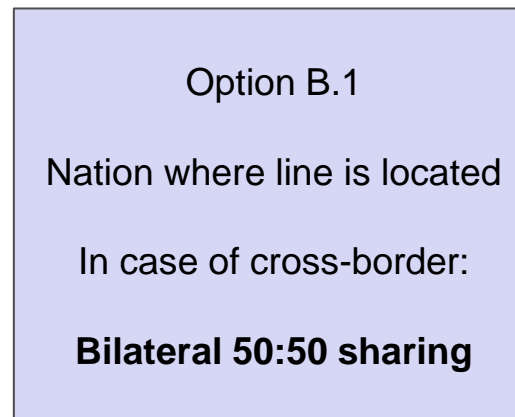 Option B.1
Nation where line is located
In case of cross-border:
Bilateral 50:50 sharing